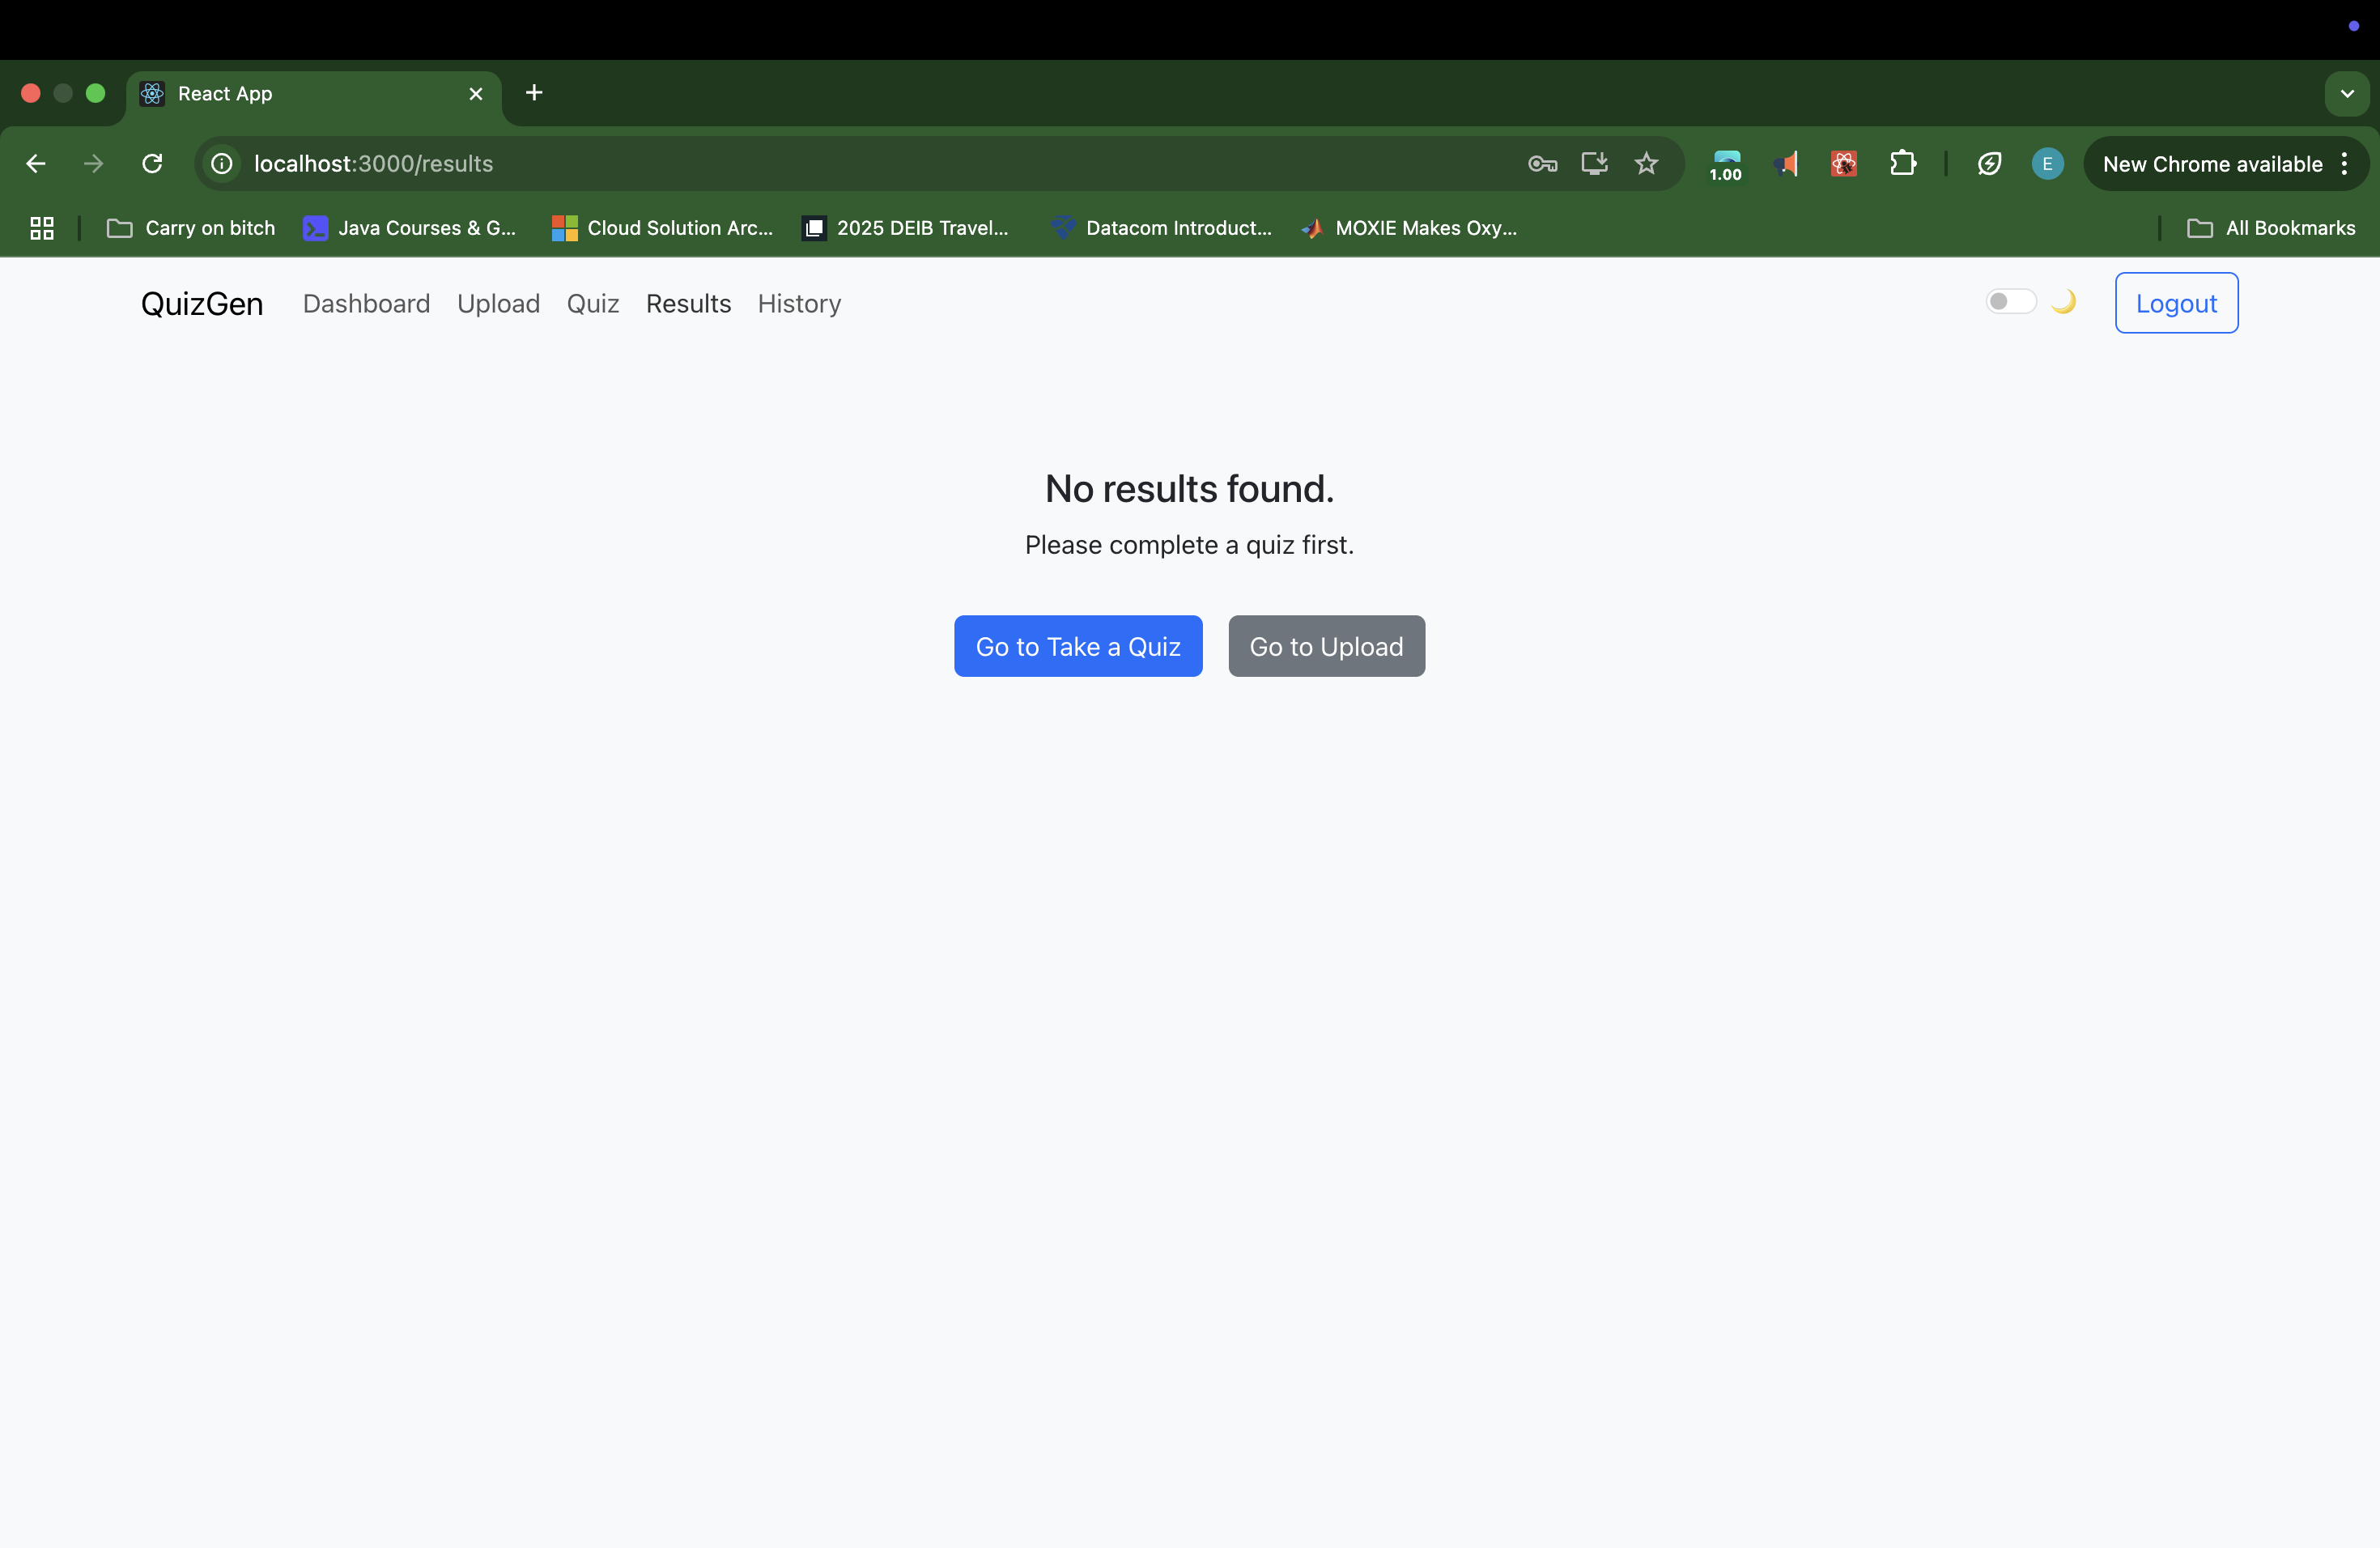 React App
localhost:3000/results
1.00
E
New Chrome available
Carry on bitch
Java Courses & G...
Cloud Solution Arc...
2025 DEIB Travel...
Datacom Introduct...
MOXIE Makes Oxy...
All Bookmarks
QuizGen
Dashboard
Upload
Quiz
Results
History
Logout
No results found.
Please complete a quiz first.
Go to Take a Quiz
Go to Upload